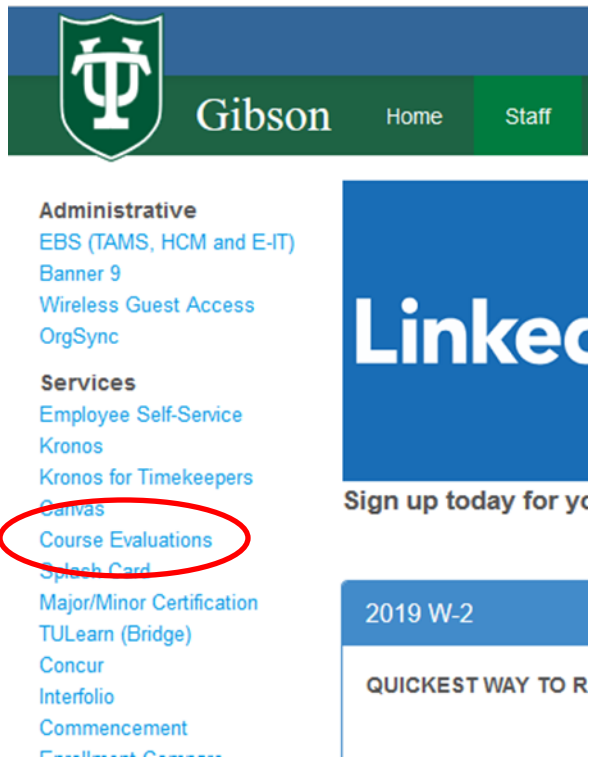 Gibson Home Staff
Administrative
EBS (TAMS, HCM and E-IT)
Banner 9
Wireless Guest Access
OrgSync
Services
Employee Self-Service
Kronos
Kronos for Timekeepers
Canvas
Course Evaluations
Splash Card
Major/Minor Certification
TULearn (Bridge)
Concur
Interfolio
Commencement
Enrollment Compare
Linked
Sign up today for yo
2019 W-2
QUICKEST WAY TO R